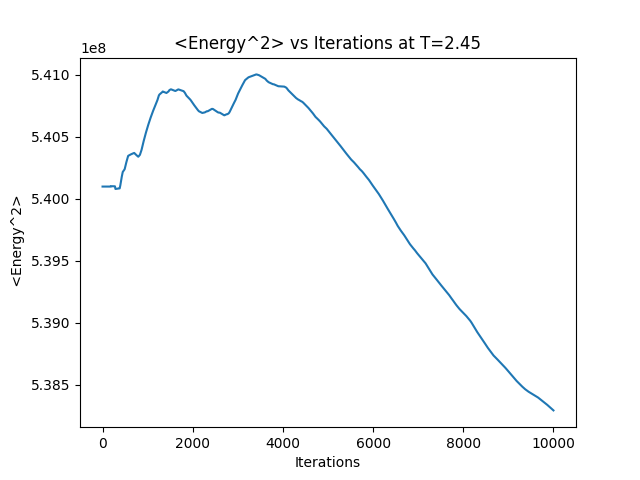 <Energy^2> vs Iterations at T=2.45
1e8
5.410
5.405
5.400
5.395
5.390
5.385
<Energy^2>
0 2000 4000 6000 8000 10000
Iterations